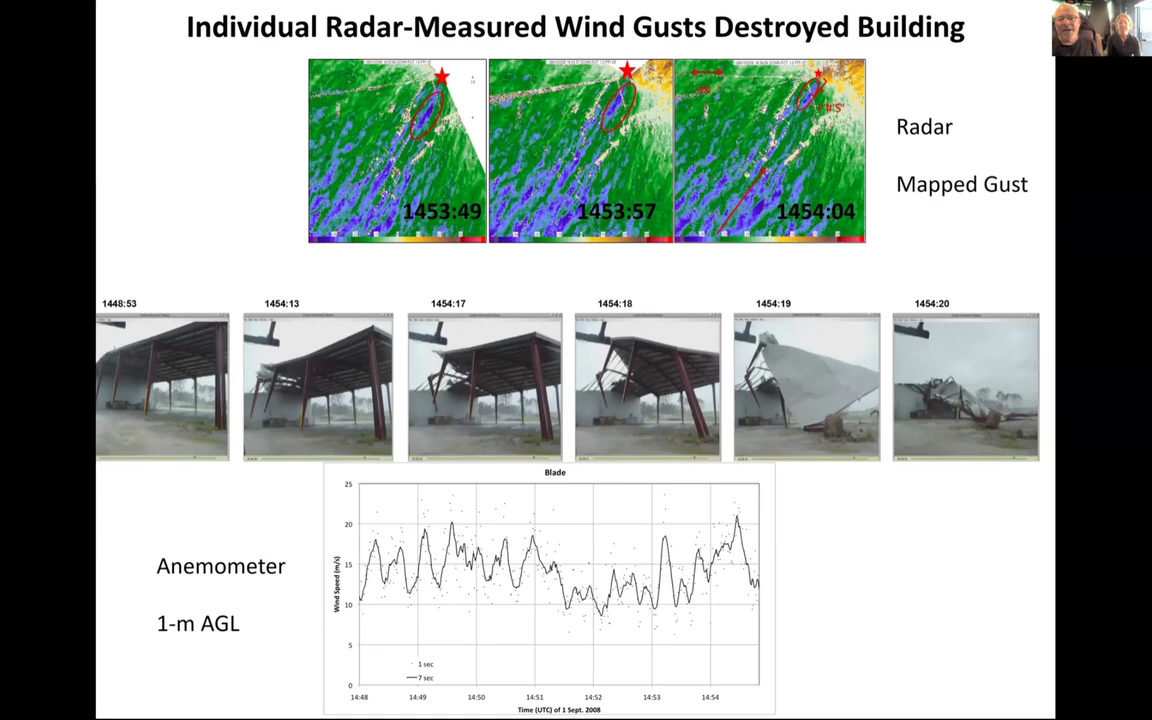 Individual Radar-Measured Wind Gusts Destroyed Building
1453:49
1453:57
1454:04
Radar
Mapped Gust
1448:53
1454:13
1454:17
1454:18
1454:19
1454:20
Blade
Anemometer
1-m AGL
Wind Speed (m/s)
25
20
15
10
5
0
1 sec
7 sec
14:48
14:49
14:50
14:51
14:52
14:53
14:54
Time (UTC) of 1 Sept. 2008